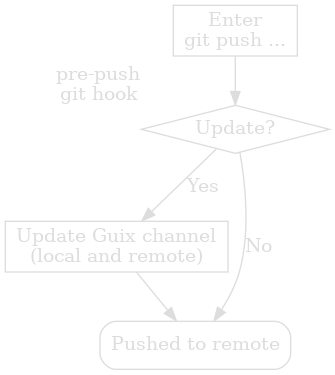 Enter
git push ...
pre-push
git hook
Update?
Yes
Update Guix channel
(local and remote)
No
Pushed to remote